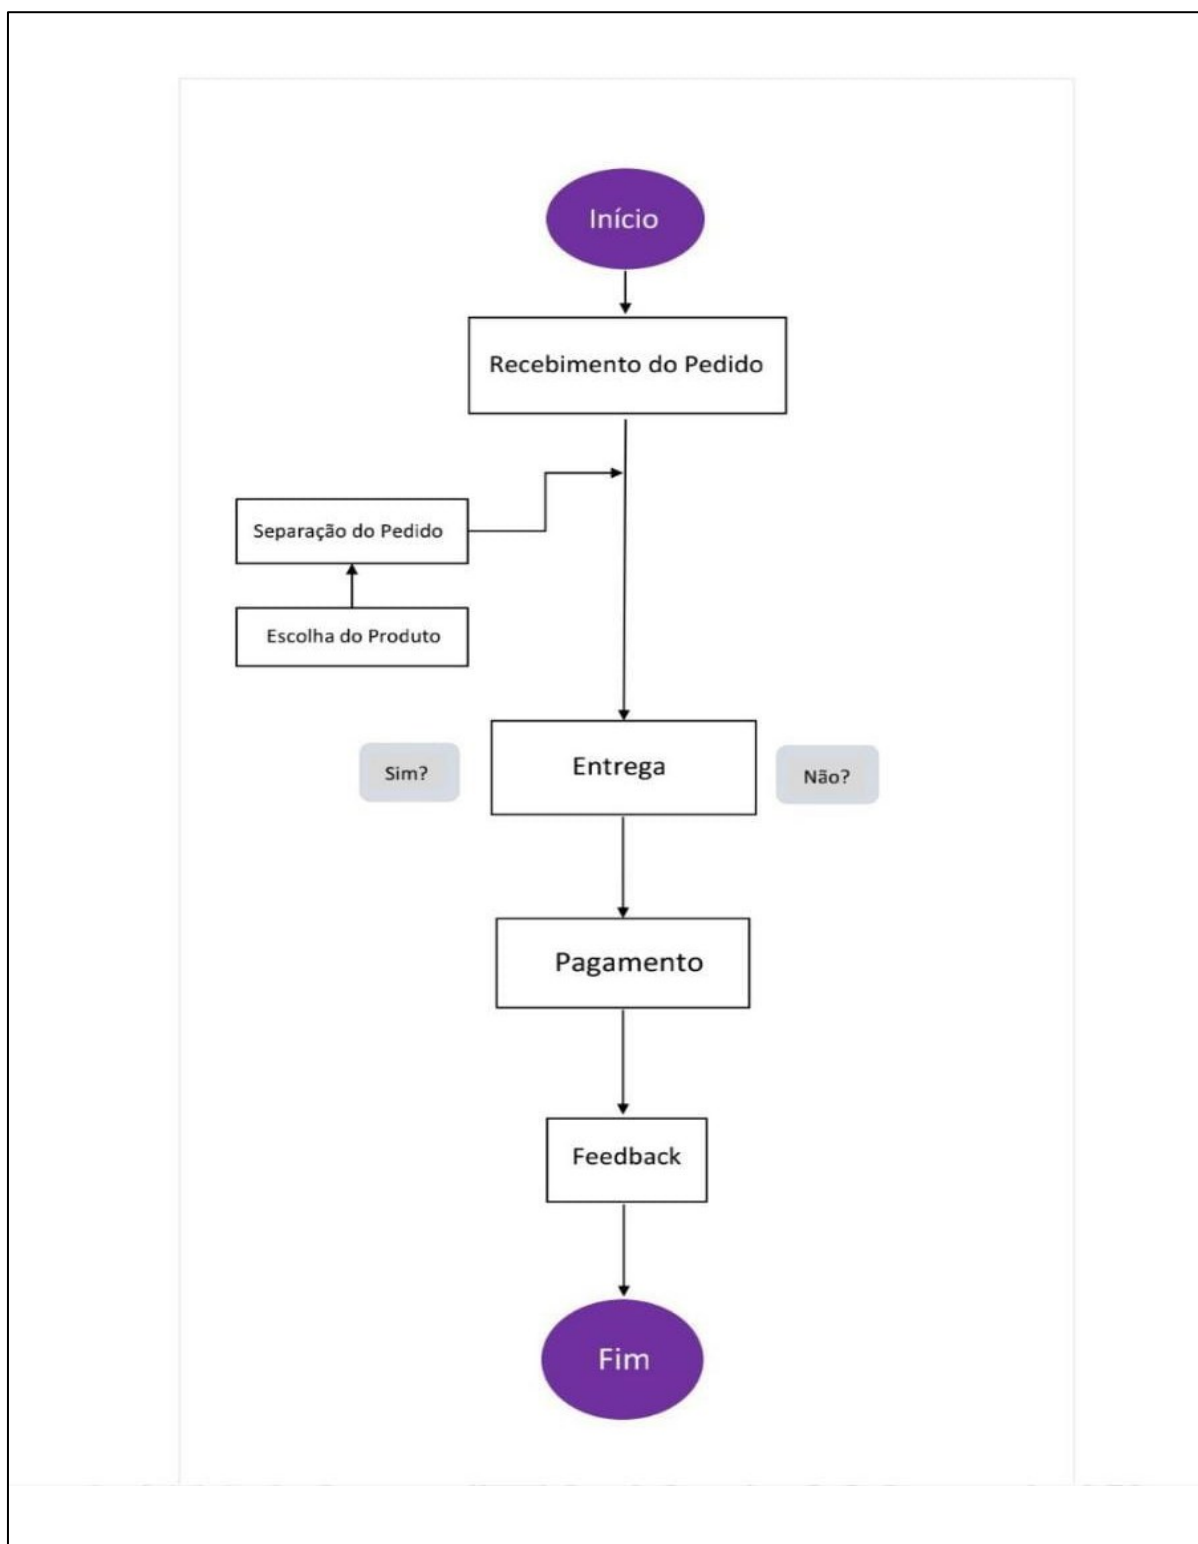 Início
Recebimento do Pedido
Separação do Pedido
Escolha do Produto
Sim?
Entrega
Não?
Pagamento
Feedback
Fim